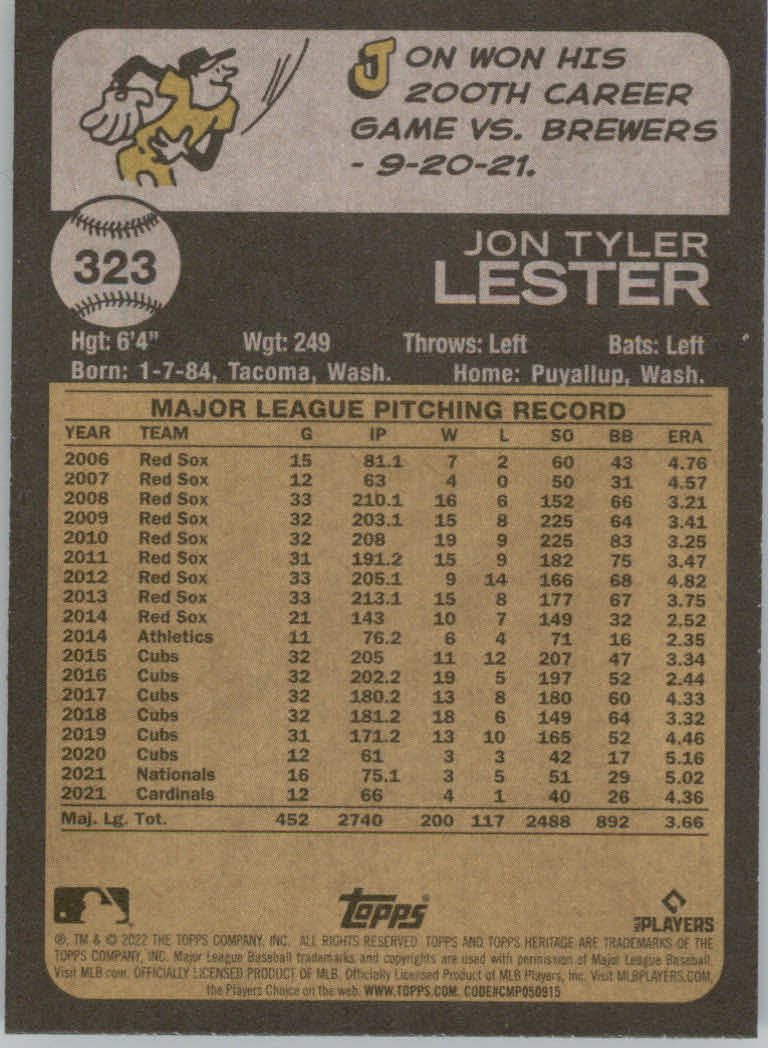 JON WON HIS
200TH CAREER
GAME VS. BREWERS
- 9-20-21.
323
JON TYLER
LESTER
Hgt: 6'4" Wgt: 249 Throws: Left Bats: Left
Born: 1-7-84, Tacoma, Wash. Home: Puyallup, Wash.
MAJOR LEAGUE PITCHING RECORD
YEAR TEAM G IP W L SO BB ERA
2006 Red Sox 15 81.1 7 2 60 43 4.76
2007 Red Sox 12 63 4 0 50 31 4.57
2008 Red Sox 33 210.1 16 6 152 66 3.21
2009 Red Sox 32 203.1 15 8 225 64 3.41
2010 Red Sox 32 208 19 9 225 83 3.25
2011 Red Sox 31 191.2 15 9 182 75 3.47
2012 Red Sox 33 205.1 9 14 166 68 4.82
2013 Red Sox 33 213.1 15 8 177 67 3.75
2014 Red Sox 21 143 10 7 149 32 2.52
2014 Athletics 11 76.2 6 4 71 16 2.35
2015 Cubs 32 205 11 12 207 47 3.34
2016 Cubs 32 202.2 19 5 197 52 2.44
2017 Cubs 32 180.2 13 8 180 60 4.33
2018 Cubs 32 181.2 18 6 149 64 3.32
2019 Cubs 31 171.2 13 10 165 52 4.46
2020 Cubs 12 61 3 3 42 17 5.16
2021 Nationals 16 75.1 3 5 51 29 5.02
2021 Cardinals 12 66 4 1 40 26 4.36
Maj. Lg. Tot. 452 2740 200 117 2488 892 3.66
Topps
MLB PLAYERS
®, TM & © 2022 THE TOPPS COMPANY, INC. ALL RIGHTS RESERVED. TOPPS AND TOPPS HERITAGE ARE TRADEMARKS OF THE
TOPPS COMPANY, INC. Major League Baseball trademarks and copyrights are used with permission of Major League Baseball.
Visit MLB.com. OFFICIALLY LICENSED PRODUCT OF MLB. Officially Licensed Product of MLB Players, Inc. Visit MLBPLAYERS.COM,
the Players Choice on the web. WWW.TOPPS.COM. CODE#CMP050915